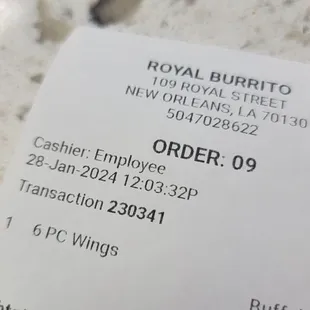 ROYAL BURRITO
109 ROYAL STREET
NEW ORLEANS, LA 70130
5047028622
ORDER: 09
Cashier: Employee
28-Jan-2024 12:03:32P
Transaction 230341
1 6 PC Wings